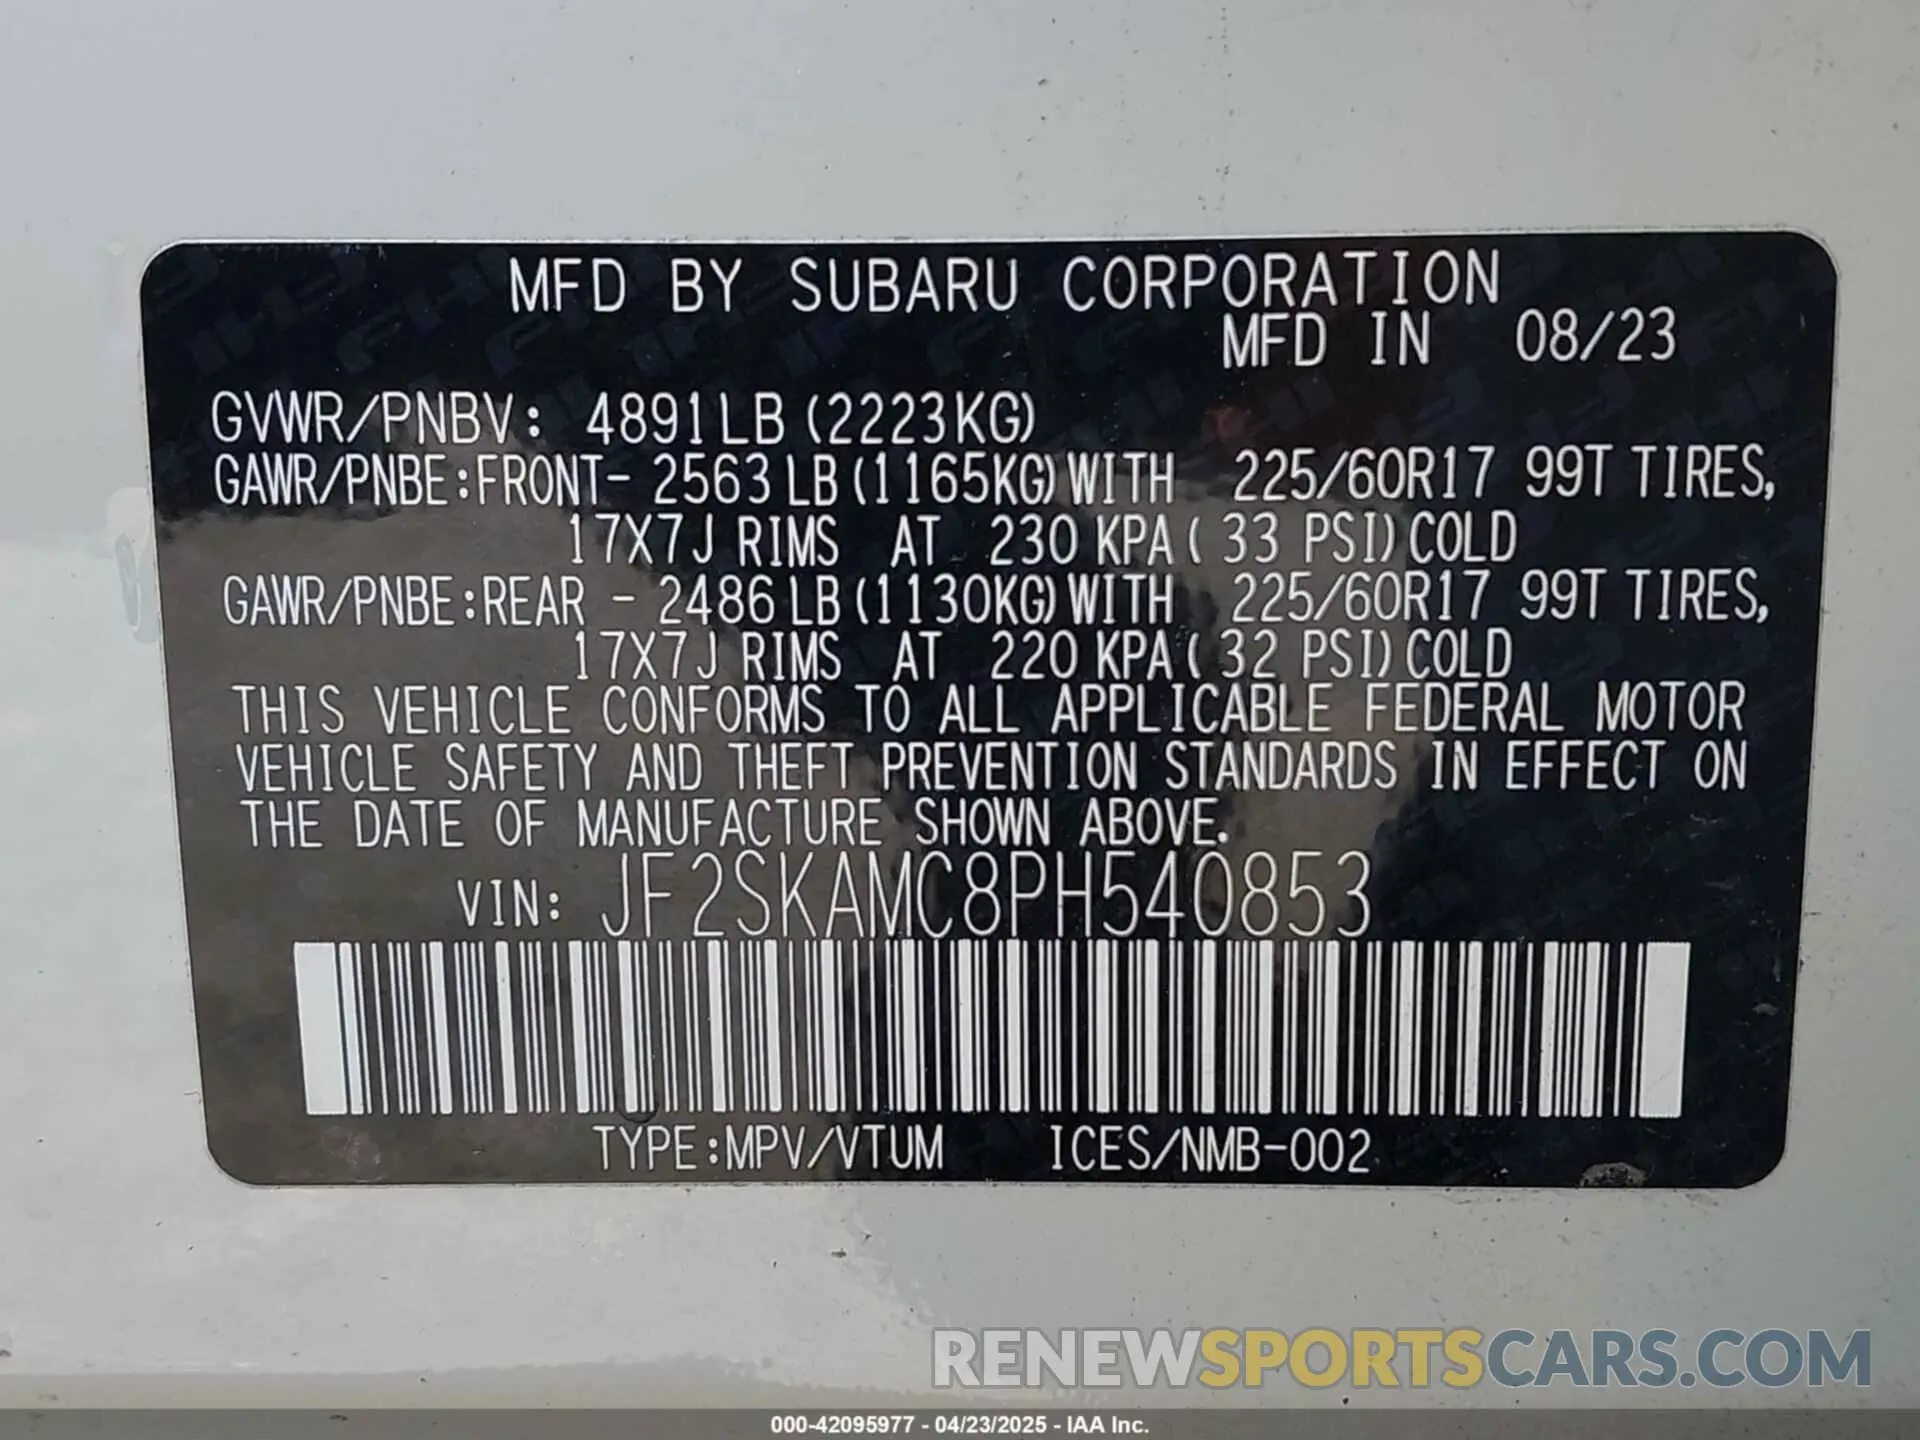 MFD BY SUBARU CORPORATION
MFD IN 08/23
GVWR/PNBV: 4891LB (2223KG)
GAWR/PNBE:FRONT- 2563 LB (1165KG) WITH 225/60R17 99T TIRES,
17X7J RIMS AT 230 KPA ( 33 PSI) COLD
GAWR/PNBE:REAR - 2486 LB (1130KG) WITH 225/60R17 99T TIRES,
17X7J RIMS AT 220 KPA ( 32 PSI) COLD
THIS VEHICLE CONFORMS TO ALL APPLICABLE FEDERAL MOTOR
VEHICLE SAFETY AND THEFT PREVENTION STANDARDS IN EFFECT ON
THE DATE OF MANUFACTURE SHOWN ABOVE.
VIN: JF2SKAMC8PH540853
TYPE:MPV/VTUM ICES/NMB-002
RENEWSPORTSCARS.COM
000-42095977 - 04/23/2025 - IAA Inc.